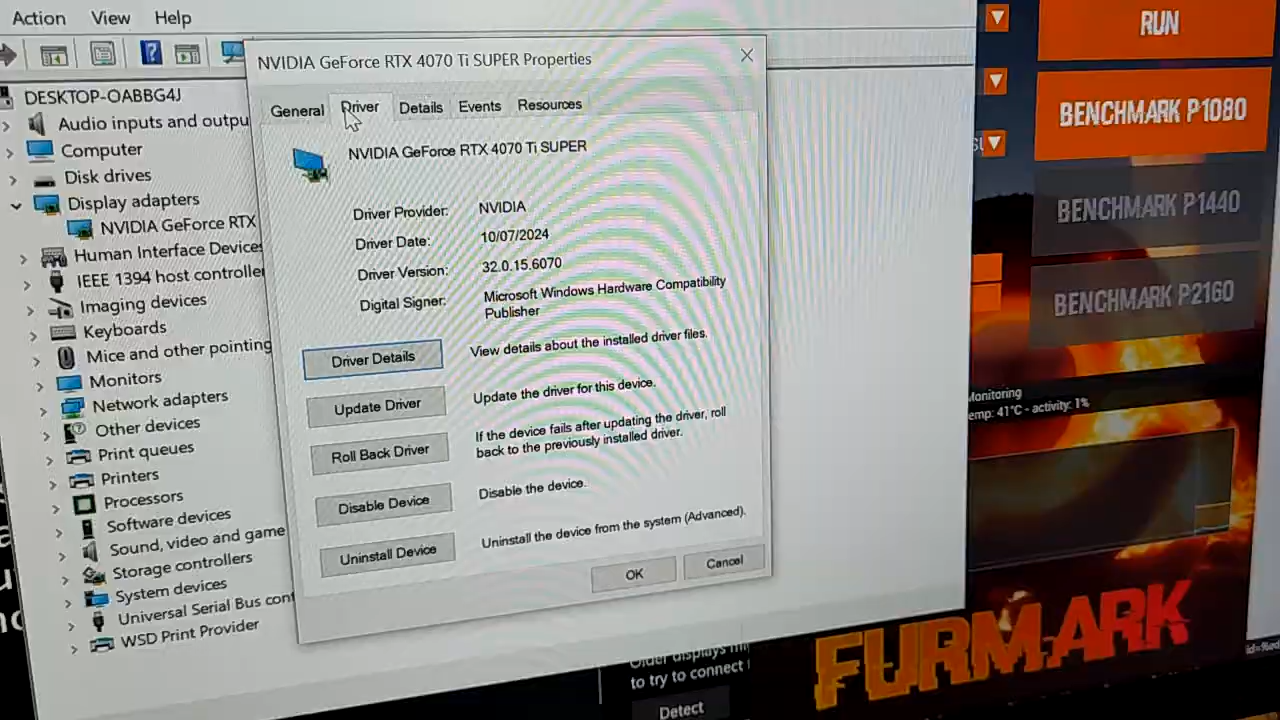 Action View Help
NVIDIA GeForce RTX 4070 Ti SUPER Properties
General Driver Details Events Resources
NVIDIA GeForce RTX 4070 Ti SUPER
Driver Provider: NVIDIA
Driver Date: 10/07/2024
Driver Version: 32.0.15.6070
Digital Signer: Microsoft Windows Hardware Compatibility
Publisher
Driver Details View details about the installed driver files.
Update Driver Update the driver for this device.
Roll Back Driver If the device fails after updating the driver, roll
back to the previously installed driver.
Disable Device Disable the device.
Uninstall Device Uninstall the device from the system (Advanced).
OK Cancel
DESKTOP-OABBG4J
Audio inputs and outpu
Computer
Disk drives
Display adapters
NVIDIA GeForce RTX
Human Interface Devices
IEEE 1394 host controller
Imaging devices
Keyboards
Mice and other pointing
Monitors
Network adapters
Other devices
Print queues
Printers
Processors
Software devices
Sound, video and game
Storage controllers
System devices
Universal Serial Bus cont
WSD Print Provider
RUN
BENCHMARK P1080
BENCHMARK P1440
BENCHMARK P2160
Monitoring
emp: 41°C - activity: 1%
FURMARK
Older displays
to try to connect
Detect